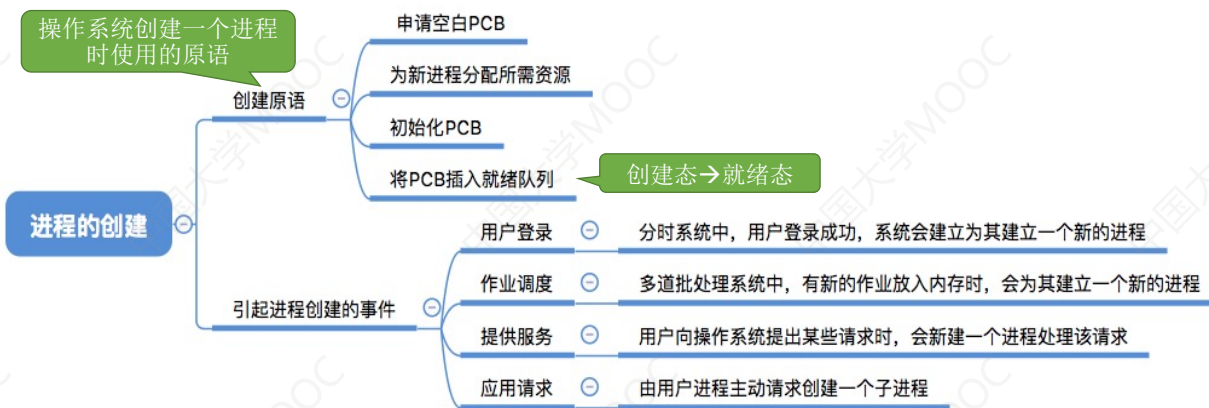 操作系统创建一个进程
时使用的原语
申请空白PCB
为新进程分配所需资源
创建原语
初始化PCB
将PCB插入就绪队列
创建态→就绪态
进程的创建
用户登录
分时系统中，用户登录成功，系统会建立为其建立一个新的进程
作业调度
多道批处理系统中，有新的作业放入内存时，会为其建立一个新的进程
引起进程创建的事件
提供服务
用户向操作系统提出某些请求时，会新建一个进程处理该请求
应用请求
由用户进程主动请求创建一个子进程
中国大学MOOC